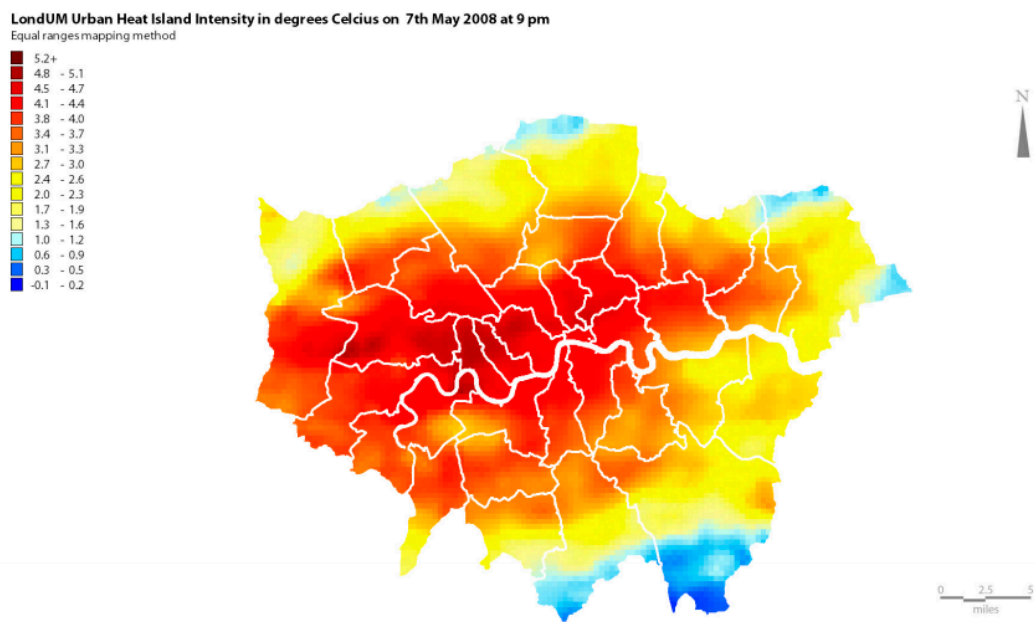 LondUM Urban Heat Island Intensity in degrees Celcius on 7th May 2008 at 9 pm
Equal ranges mapping method
5.2+
4.8 - 5.1
4.5 - 4.7
4.1 - 4.4
3.8 - 4.0
3.4 - 3.7
3.1 - 3.3
2.7 - 3.0
2.4 - 2.6
2.0 - 2.3
1.7 - 1.9
1.3 - 1.6
1.0 - 1.2
0.6 - 0.9
0.3 - 0.5
-0.1 - 0.2
N
0 2.5 5
miles